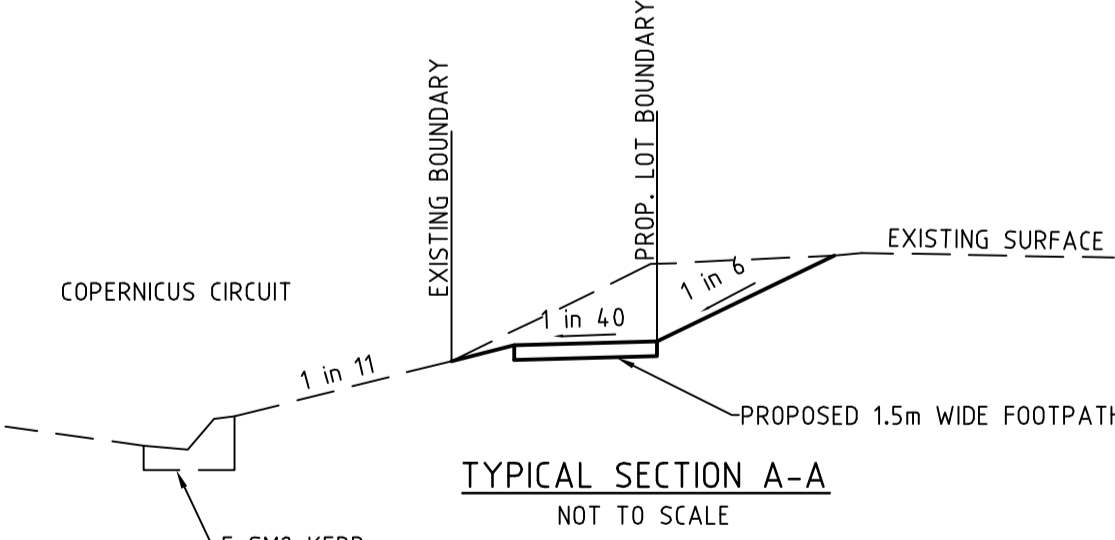 EXISTING BOUNDARY
PROP. LOT BOUNDARY
EXISTING SURFACE
COPERNICUS CIRCUIT
1 in 6
1 in 40
1 in 11
PROPOSED 1.5m WIDE FOOTPATH
TYPICAL SECTION A-A
NOT TO SCALE